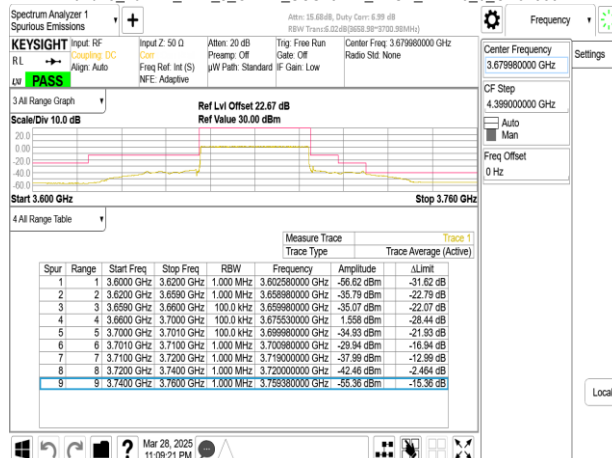 Spectrum Analyzer 1
Spurious Emissions
Attn: 15.68dB, Duty Corr: 6.99 dB
RBW Trans:6.02dB(3658.98~3700.98MHz)
Frequency
Settings
KEYSIGHT
RL
PASS
Input: RF
Coupling: DC
Align: Auto
Input Z: 50 Ω
Corr
Freq Ref: Int (S)
NFE: Adaptive
Atten: 20 dB
Preamp: Off
µW Path: Standard
Trig: Free Run
Gate: Off
IF Gain: Low
Center Freq: 3.679980000 GHz
Radio Std: None
Center Frequency
3.679980000 GHz
CF Step
4.399000000 GHz
Auto
Man
Freq Offset
0 Hz
3 All Range Graph
Scale/Div 10.0 dB
Ref Lvl Offset 22.67 dB
Ref Value 30.00 dBm
20.0
0.00
-20.0
-40.0
-60.0
Start 3.600 GHz
Stop 3.760 GHz
4 All Range Table
Measure Trace Trace 1
Trace Type Trace Average (Active)
Spur Range Start Freq Stop Freq RBW Frequency Amplitude ΔLimit
1 1 3.6000 GHz 3.6200 GHz 1.000 MHz 3.602580000 GHz -56.62 dBm -31.62 dB
2 2 3.6200 GHz 3.6590 GHz 1.000 MHz 3.658980000 GHz -35.79 dBm -22.79 dB
3 3 3.6590 GHz 3.6600 GHz 100.0 kHz 3.659980000 GHz -35.07 dBm -22.07 dB
4 4 3.6600 GHz 3.7000 GHz 100.0 kHz 3.675530000 GHz 1.558 dBm -28.44 dB
5 5 3.7000 GHz 3.7010 GHz 100.0 kHz 3.699980000 GHz -34.93 dBm -21.93 dB
6 6 3.7010 GHz 3.7100 GHz 1.000 MHz 3.700980000 GHz -29.94 dBm -16.94 dB
7 7 3.7100 GHz 3.7200 GHz 1.000 MHz 3.719000000 GHz -37.99 dBm -12.99 dB
8 8 3.7200 GHz 3.7400 GHz 1.000 MHz 3.720000000 GHz -42.46 dBm -2.464 dB
9 9 3.7400 GHz 3.7600 GHz 1.000 MHz 3.759380000 GHz -55.36 dBm -15.36 dB
Local
Mar 28, 2025
11:09:21 PM